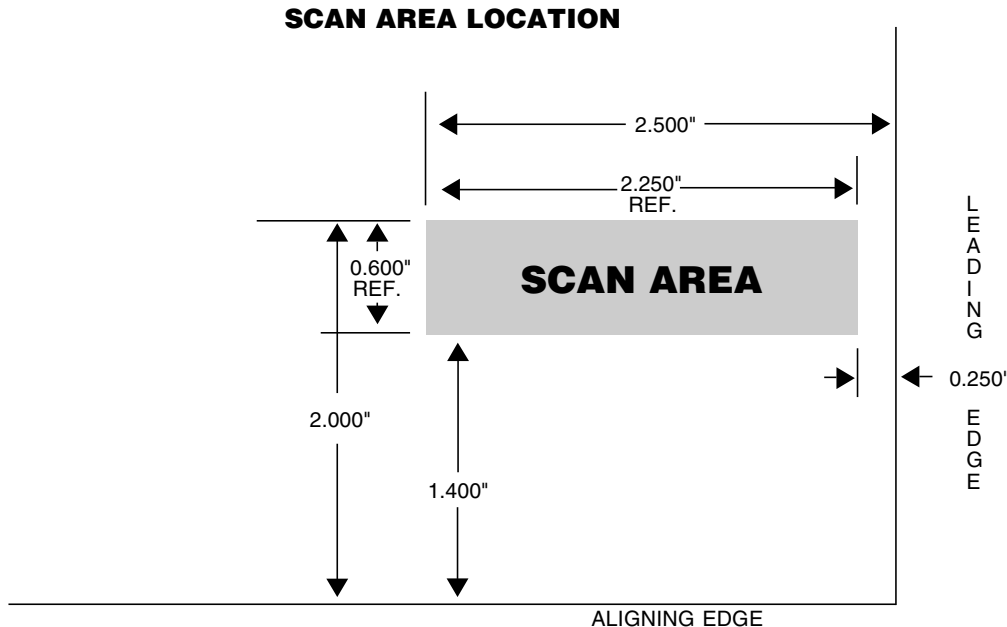 SCAN AREA LOCATION
2.500"
2.250"
REF.
0.600"
REF.
SCAN AREA
LEADING EDGE
0.250"
2.000"
1.400"
ALIGNING EDGE